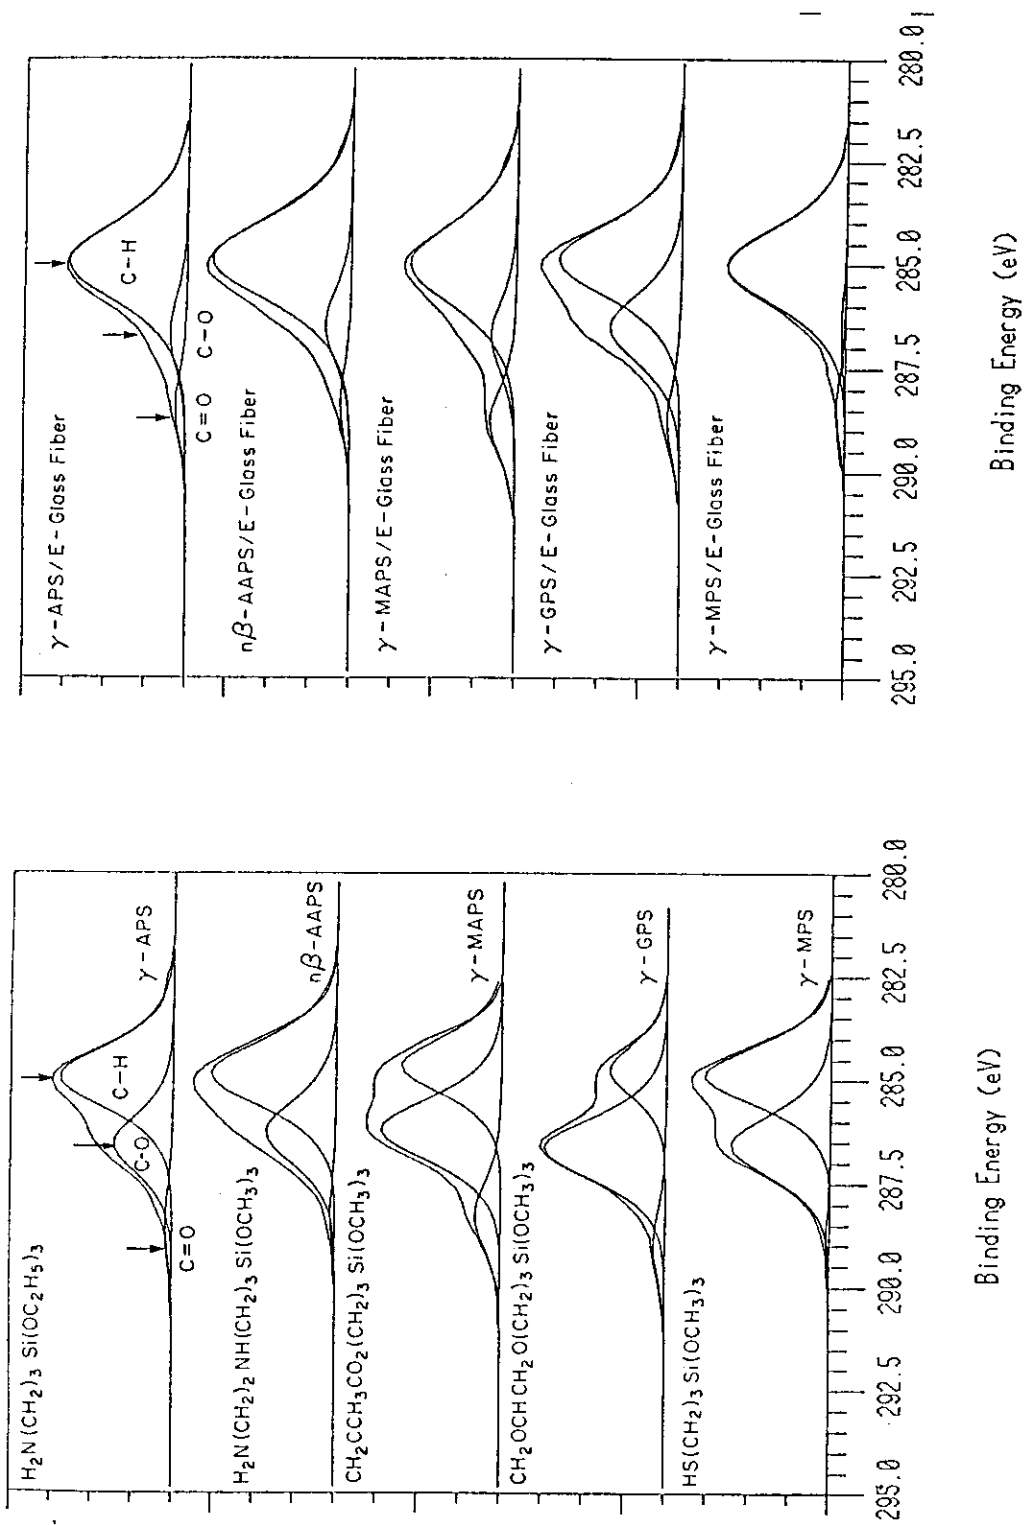 γ-APS/E-Glass Fiber
C=O
C-O
C-H
nβ-AAPS/E-Glass Fiber
γ-MAPS/E-Glass Fiber
γ-GPS/E-Glass Fiber
γ-MPS/E-Glass Fiber
295.0 292.5 290.0 287.5 285.0 282.5 280.0
Binding Energy (eV)
H₂N(CH₂)₃ Si(OC₂H₅)₃
γ-APS
C=O
C-O
C-H
H₂N(CH₂)₂ NH(CH₂)₃ Si(OCH₃)₃
nβ-AAPS
CH₂CCH₃CO₂(CH₂)₃ Si(OCH₃)₃
γ-MAPS
CH₂OCHCH₂O(CH₂)₃ Si(OCH₃)₃
γ-GPS
HS(CH₂)₃ Si(OCH₃)₃
γ-MPS
295.0 292.5 290.0 287.5 285.0 282.5 280.0
Binding Energy (eV)